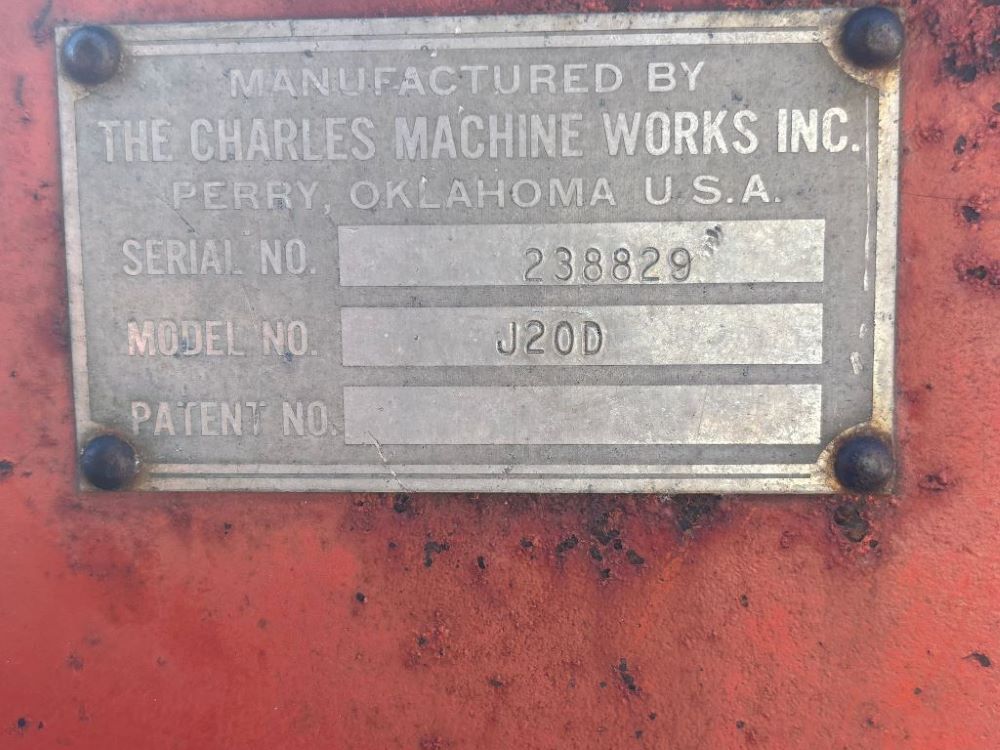 MANUFACTURED BY
THE CHARLES MACHINE WORKS INC.
PERRY, OKLAHOMA U.S.A.
SERIAL NO. 238829
MODEL NO. J20D
PATENT NO.